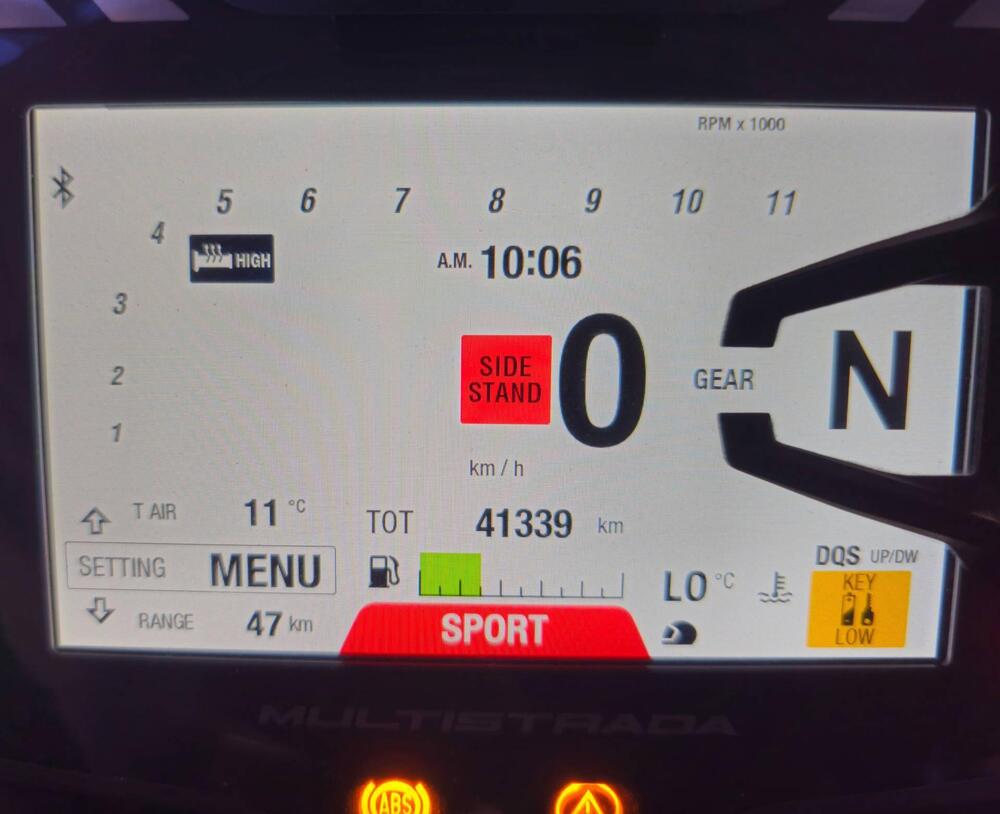 RPM x 1000
5 6 7 8 9 10 11
4
HIGH
A.M. 10:06
3
2
1
SIDE
STAND
0
km / h
GEAR
N
T AIR 11 °C
TOT 41339 km
SETTING MENU
RANGE 47 km
SPORT
LO °C
DQS UP/DW
KEY
LOW
MULTISTRADA
ABS